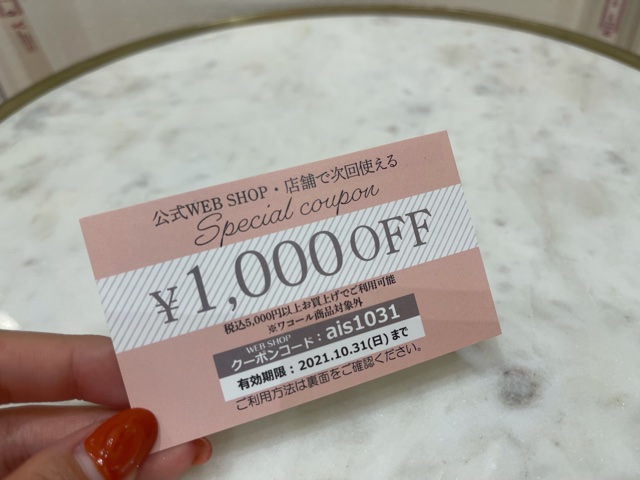 公式WEB SHOP・店舗で次回使える
Special coupon
¥1,000OFF
税込5,000円以上お買上げでご利用可能
※ワコール商品対象外
WEB SHOP
クーポンコード：ais1031
有効期限：2021.10.31(日)まで
ご利用方法は裏面をご確認ください。